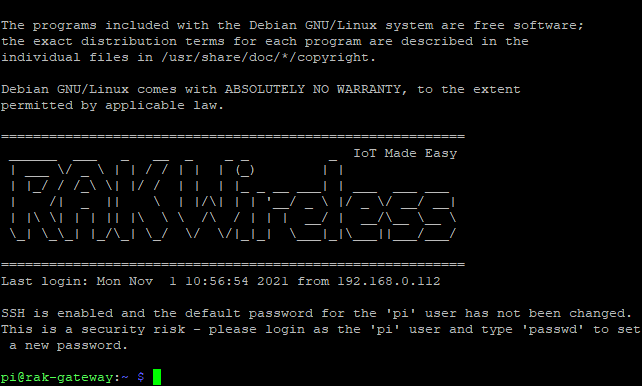 The programs included with the Debian GNU/Linux system are free software;
the exact distribution terms for each program are described in the
individual files in /usr/share/doc/*/copyright.
Debian GNU/Linux comes with ABSOLUTELY NO WARRANTY, to the extent
permitted by applicable law.
IoT Made Easy
RAKWireless
Last login: Mon Nov  1 10:56:54 2021 from 192.168.0.112
SSH is enabled and the default password for the 'pi' user has not been changed.
This is a security risk - please login as the 'pi' user and type 'passwd' to set
 a new password.
pi@rak-gateway:~ $